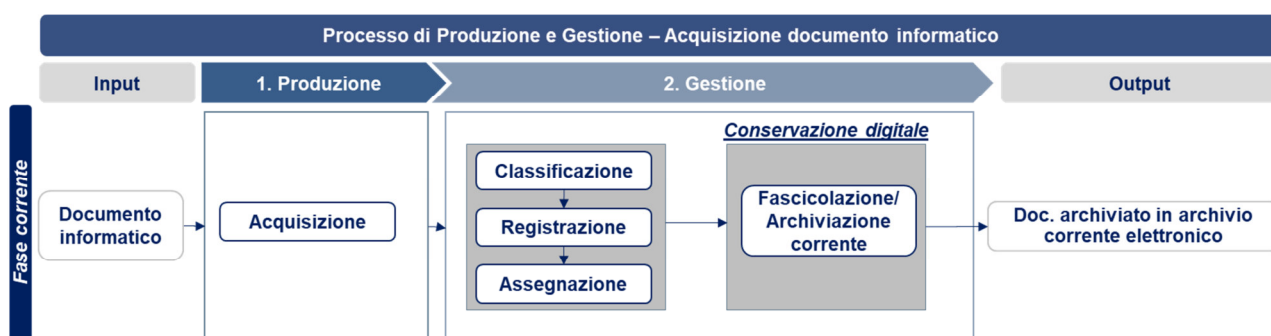 Processo di Produzione e Gestione – Acquisizione documento informatico
Input
1. Produzione
2. Gestione
Output
Fase corrente
Documento
informatico
Acquisizione
Classificazione
Registrazione
Assegnazione
Conservazione digitale
Fascicolazione/
Archiviazione
corrente
Doc. archiviato in archivio
corrente elettronico